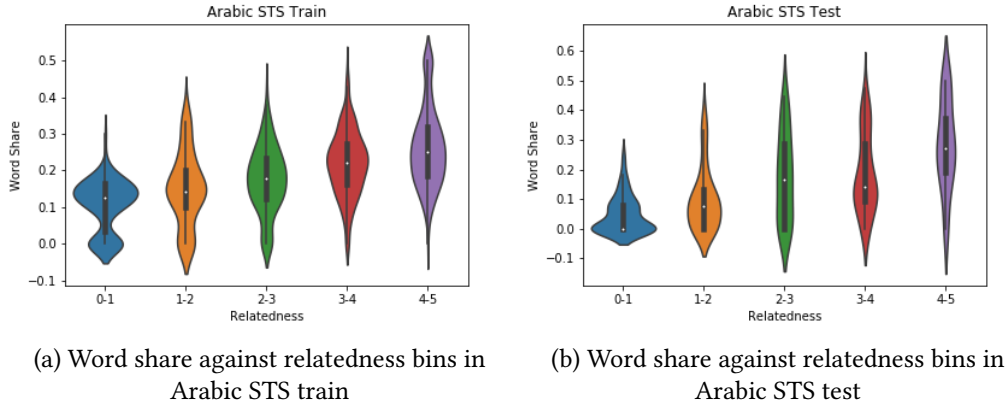 Arabic STS Train
Word Share
0.5
0.4
0.3
0.2
0.1
0.0
−0.1
0-1 1-2 2-3 3-4 4-5
Relatedness
(a) Word share against relatedness bins in
Arabic STS train
Arabic STS Test
Word Share
0.6
0.5
0.4
0.3
0.2
0.1
0.0
−0.1
0-1 1-2 2-3 3-4 4-5
Relatedness
(b) Word share against relatedness bins in
Arabic STS test